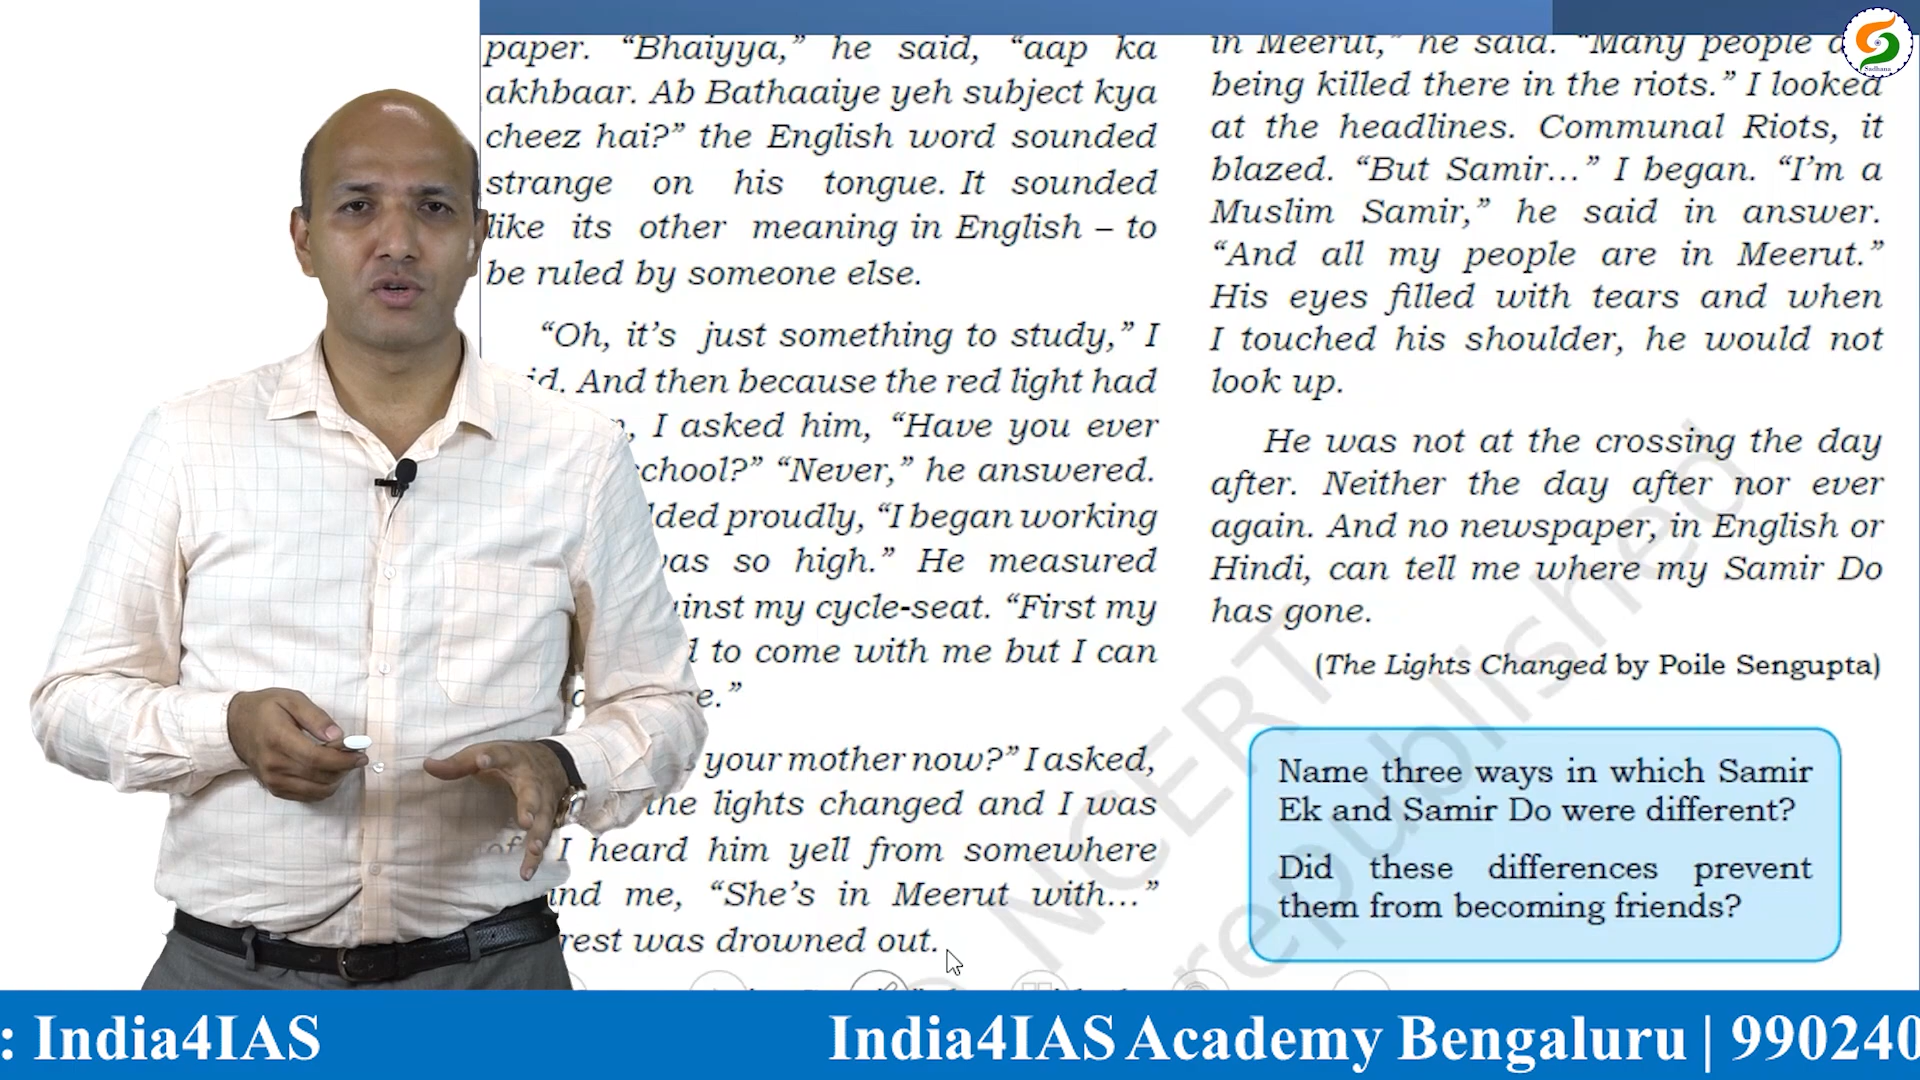 paper. “Bhaiyya,” he said, “aap ka
akhbaar. Ab Bathaaiye yeh subject kya
cheez hai?” the English word sounded
strange on his tongue. It sounded
like its other meaning in English – to
be ruled by someone else.
“Oh, it’s just something to study,” I
And then because the red light had
I asked him, “Have you ever
“Never,” he answered.
proudly, “I began working
so high.” He measured
my cycle-seat. “First my
to come with me but I can
your mother now?” I asked,
the lights changed and I was
I heard him yell from somewhere
me, “She’s in Meerut with...”
rest was drowned out.
in Meerut,” he said. “Many people
being killed there in the riots.” I looked
at the headlines. Communal Riots, it
blazed. “But Samir...” I began. “I’m a
Muslim Samir,” he said in answer.
“And all my people are in Meerut.”
His eyes filled with tears and when
I touched his shoulder, he would not
look up.
He was not at the crossing the day
after. Neither the day after nor ever
again. And no newspaper, in English or
Hindi, can tell me where my Samir Do
has gone.
(The Lights Changed by Poile Sengupta)
Name three ways in which Samir
Ek and Samir Do were different?
Did these differences prevent
them from becoming friends?
NCERT
republished
Sadhana
: India4IAS
India4IAS Academy Bengaluru | 990240